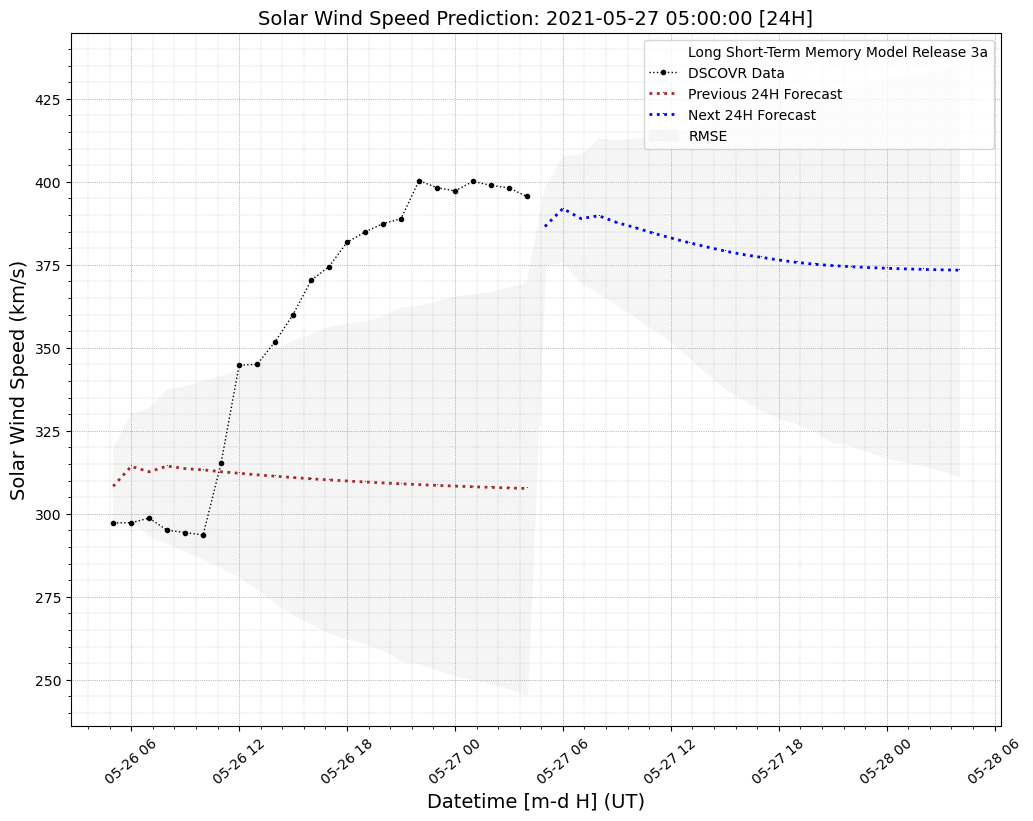 Solar Wind Speed Prediction: 2021-05-27 05:00:00 [24H]
Long Short-Term Memory Model Release 3a
DSCOVR Data
Previous 24H Forecast
Next 24H Forecast
RMSE
Solar Wind Speed (km/s)
425
400
375
350
325
300
275
250
05-26 06
05-26 12
05-26 18
05-27 00
05-27 06
05-27 12
05-27 18
05-28 00
05-28 06
Datetime [m-d H] (UT)